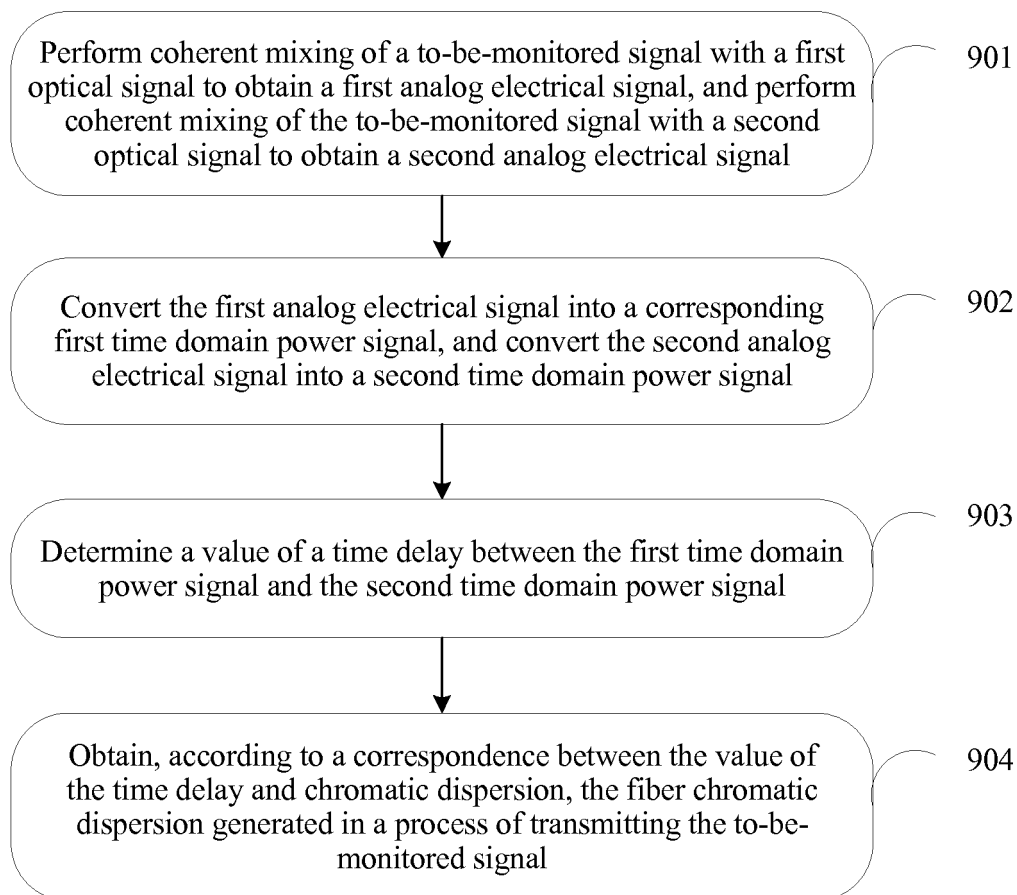 Perform coherent mixing of a to-be-monitored signal with a first
optical signal to obtain a first analog electrical signal, and perform
coherent mixing of the to-be-monitored signal with a second
optical signal to obtain a second analog electrical signal
901
Convert the first analog electrical signal into a corresponding
first time domain power signal, and convert the second analog
electrical signal into a second time domain power signal
902
Determine a value of a time delay between the first time domain
power signal and the second time domain power signal
903
Obtain, according to a correspondence between the value of
the time delay and chromatic dispersion, the fiber chromatic
dispersion generated in a process of transmitting the to-be-
monitored signal
904